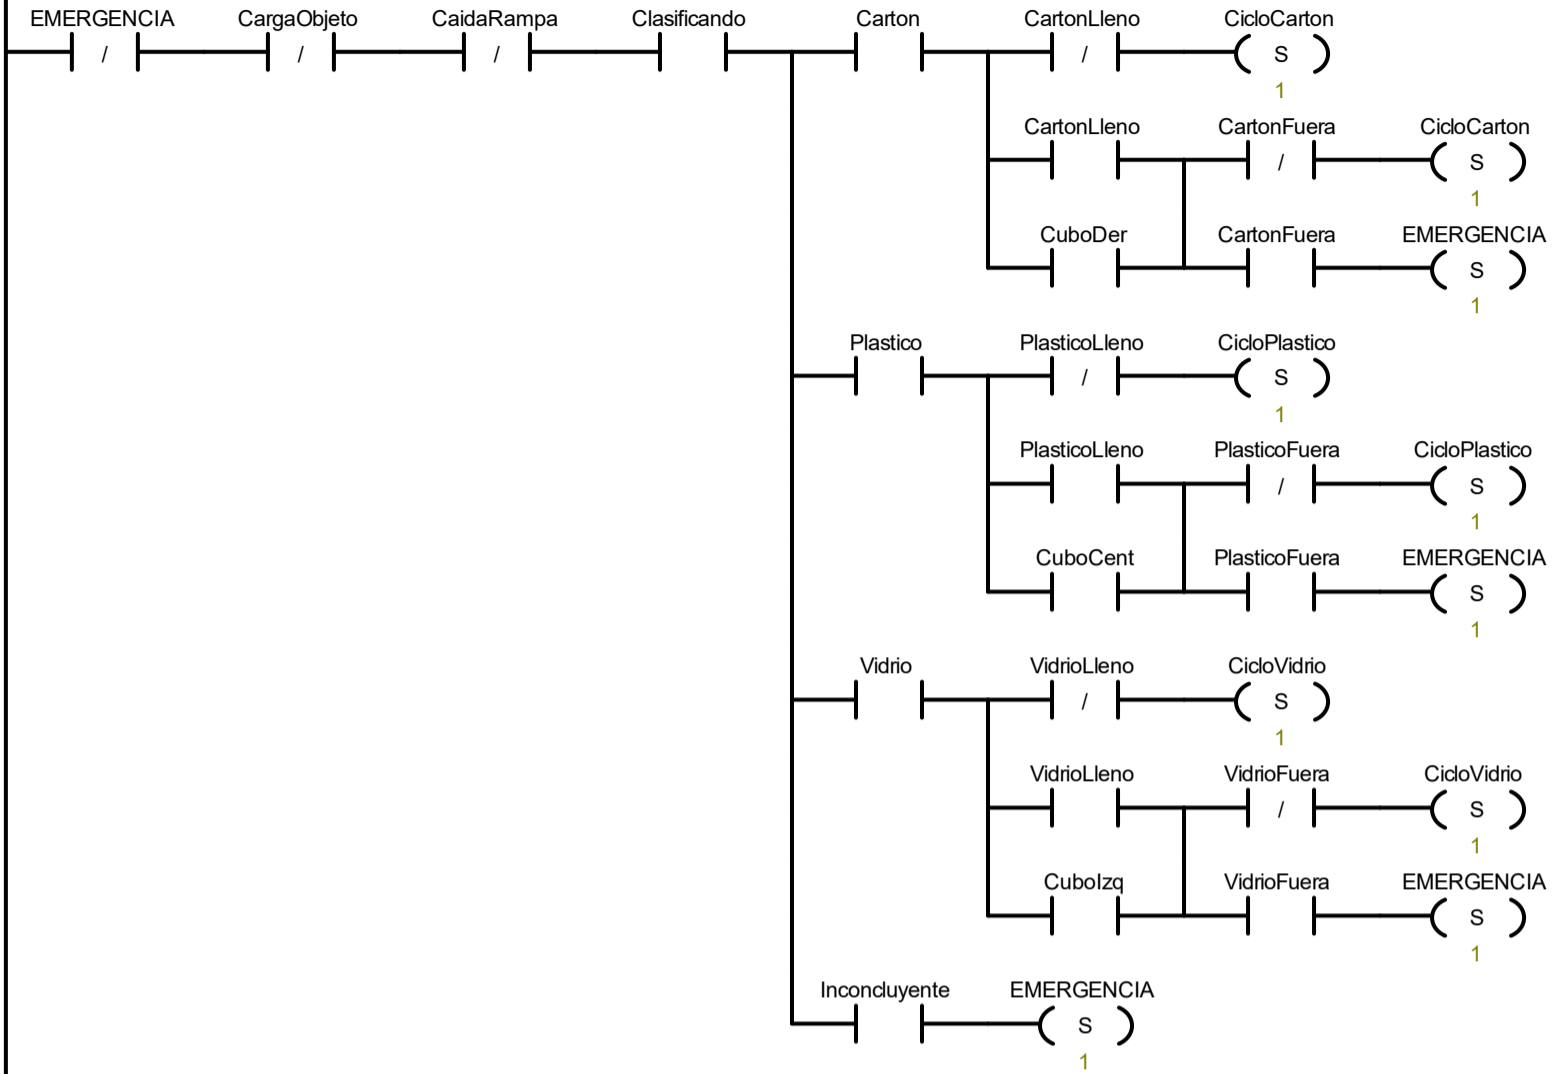 EMERGENCIA CargaObjeto CaidaRampa Clasificando Carton CartonLleno CicloCarton
/ / / / S
1
CartonLleno CartonFuera CicloCarton
/ S
1
CuboDer CartonFuera EMERGENCIA
S
1
Plastico PlasticoLleno CicloPlastico
/ S
1
PlasticoLleno PlasticoFuera CicloPlastico
/ S
1
CuboCent PlasticoFuera EMERGENCIA
S
1
Vidrio VidrioLleno CicloVidrio
/ S
1
VidrioLleno VidrioFuera CicloVidrio
/ S
1
CuboIzq VidrioFuera EMERGENCIA
S
1
Inconcluyente EMERGENCIA
S
1